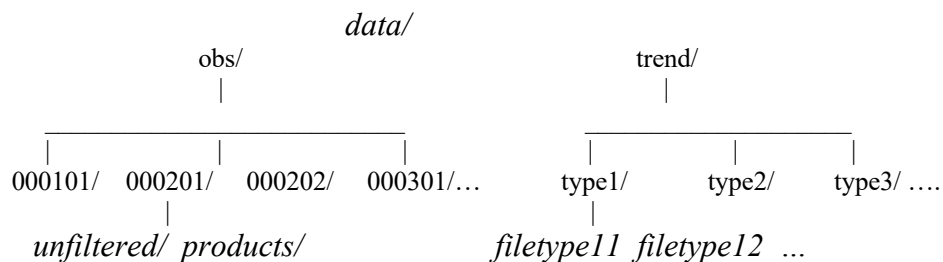 data/
obs/ trend/
000101/ 000201/ 000202/ 000301/… type1/ type2/ type3/ ….
unfiltered/ products/ filetype11 filetype12 ...